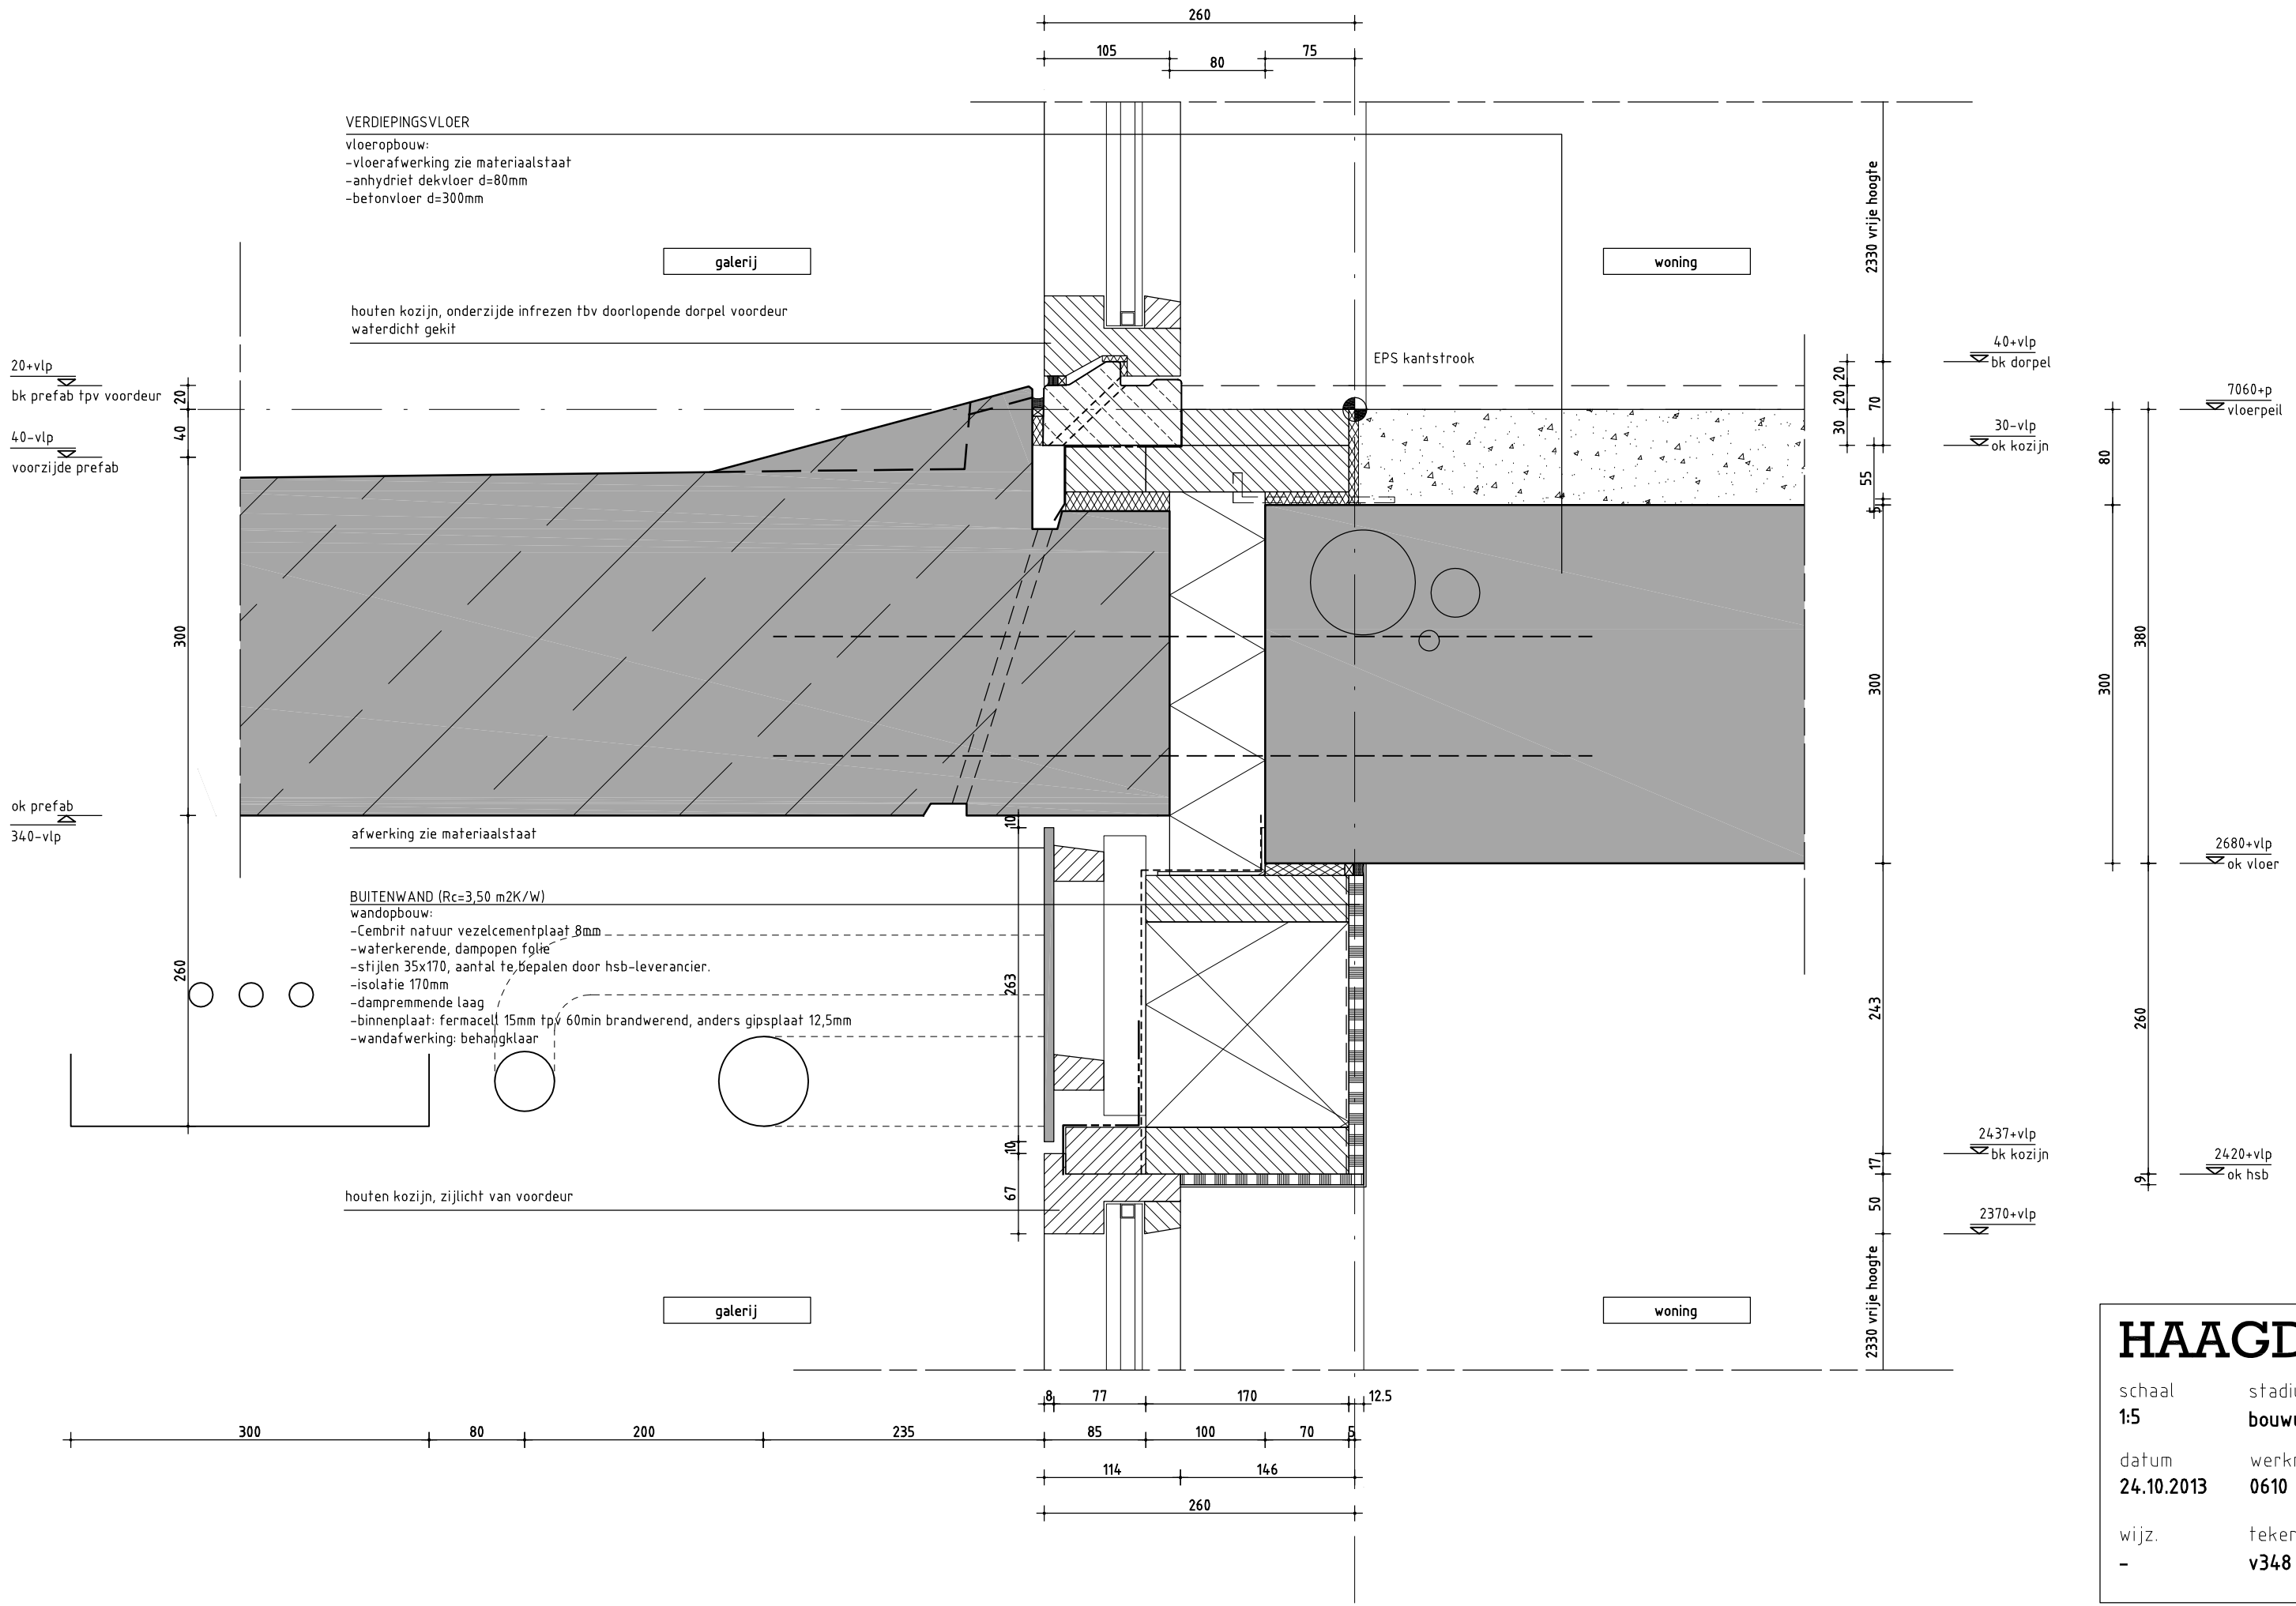 260
105
80
75
VERDIEPINGSVLOER
vloeropbouw:
-vloerafwerking zie materiaalstaat
-anhydriet dekvloer d=80mm
-betonvloer d=300mm
2330 vrije hoogte
galerij
woning
houten kozijn, onderzijde infrezen tbv doorlopende dorpel voordeur
waterdicht gekit
EPS kantstrook
20+vlp
bk prefab tpv voordeur
40-vlp
voorzijde prefab
20
40
300
260
ok prefab
340-vlp
20
20
30
70
55
5
300
243
17
50
40+vlp
bk dorpel
30-vlp
ok kozijn
80
300
380
260
9
7060+p
vloerpeil
2680+vlp
ok vloer
2437+vlp
bk kozijn
2420+vlp
ok hsb
2370+vlp
afwerking zie materiaalstaat
BUITENWAND (Rc=3,50 m2K/W)
wandopbouw:
-Cembrit natuur vezelcementplaat 8mm
-waterkerende, dampopen folie
-stijlen 35x170, aantal te bepalen door hsb-leverancier.
-isolatie 170mm
-dampremmende laag
-binnenplaat: fermacell 15mm tpv 60min brandwerend, anders gipsplaat 12,5mm
-wandafwerking: behangklaar
10
263
10
67
houten kozijn, zijlicht van voordeur
galerij
woning
2330 vrije hoogte
8
77
170
12.5
300
80
200
235
85
100
70
5
114
146
260
HAAGD
schaal
1:5
stadiu
bouwu
datum
24.10.2013
werkn
0610
wijz.
-
teker
v348